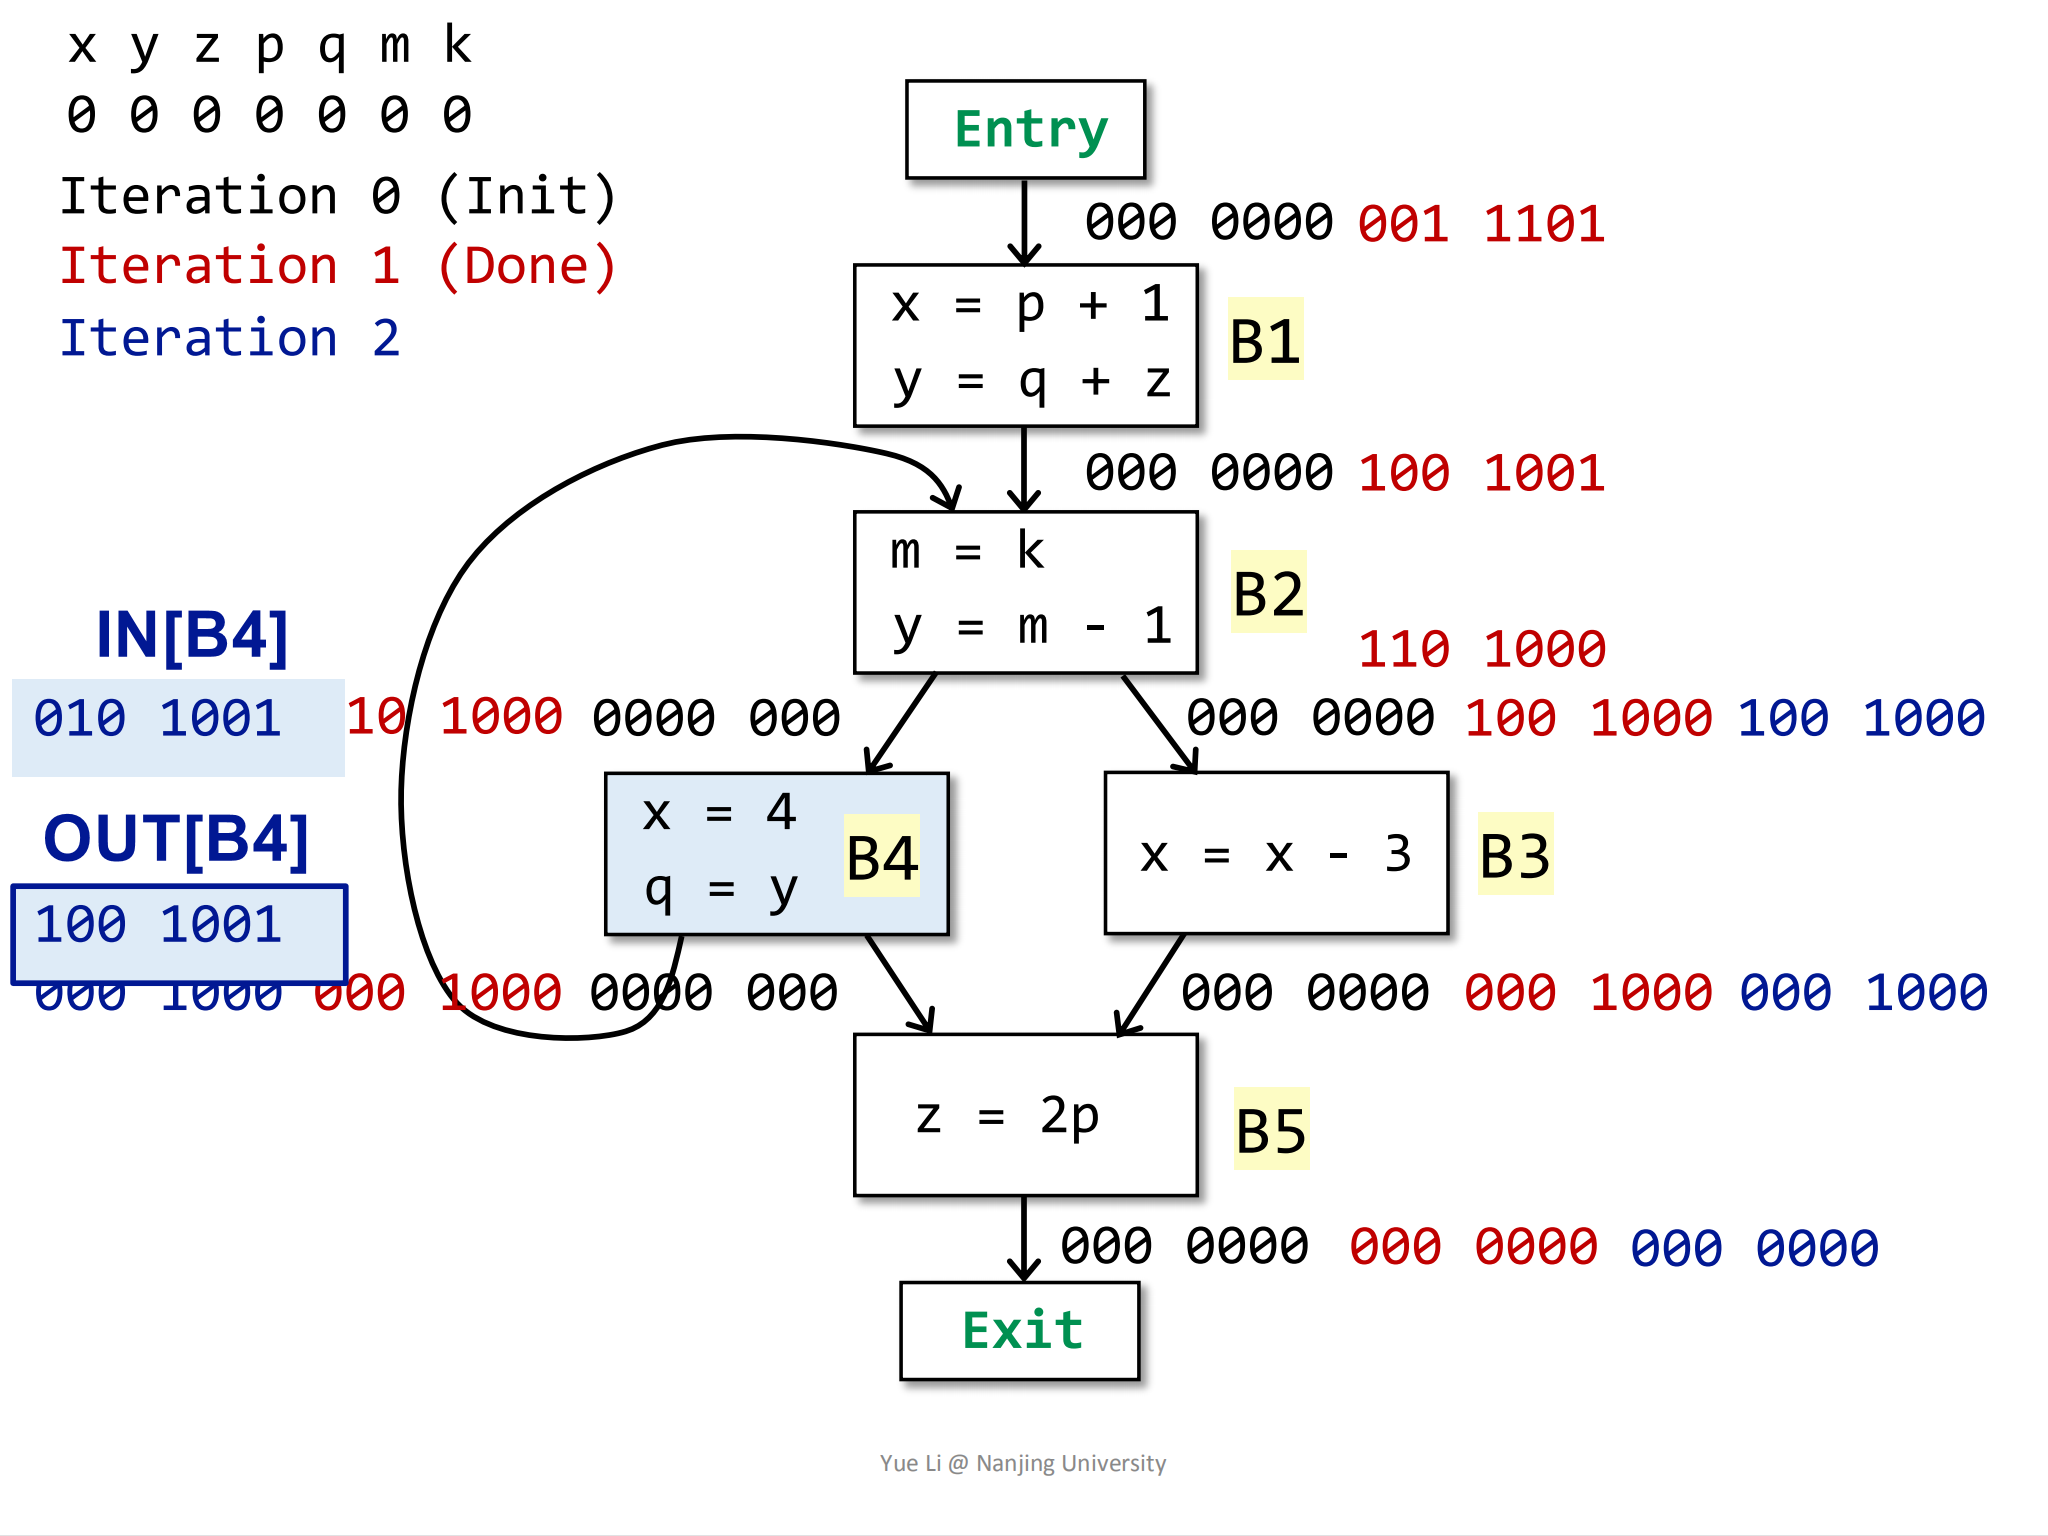 x y z p q m k
0 0 0 0 0 0 0
Iteration 0 (Init)
Iteration 1 (Done)
Iteration 2
Entry
000 0000 001 1101
x = p + 1
y = q + z
B1
000 0000 100 1001
m = k
y = m - 1
B2
110 1000
IN[B4]
010 1001 10 1000 0000 000
000 0000 100 1000 100 1000
x = 4
q = y
B4
x = x - 3
B3
OUT[B4]
100 1001
000 1000 000 1000 0000 000
000 0000 000 1000 000 1000
z = 2p
B5
000 0000 000 0000 000 0000
Exit
Yue Li @ Nanjing University